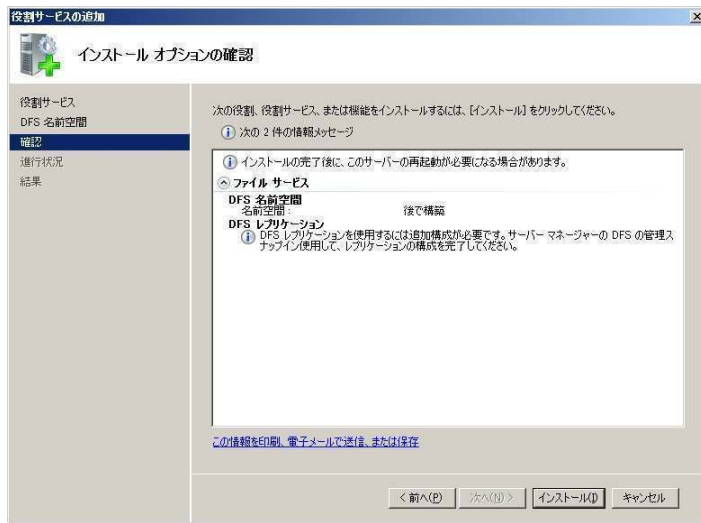 役割サービスの追加
インストール オプションの確認
役割サービス
DFS 名前空間
確認
進行状況
結果
次の役割、役割サービス、または機能をインストールするには、[インストール] をクリックしてください。
次の 2 件の情報メッセージ
インストールの完了後に、このサーバーの再起動が必要になる場合があります。
ファイル サービス
DFS 名前空間
名前空間 : 後で構築
DFS レプリケーション
DFS レプリケーションを使用するには追加構成が必要です。サーバー マネージャーの DFS の管理ス
ナップイン使用して、レプリケーションの構成を完了してください。
この情報を印刷、電子メールで送信、または保存
< 前へ(P) 次へ(N) > インストール(I) キャンセル